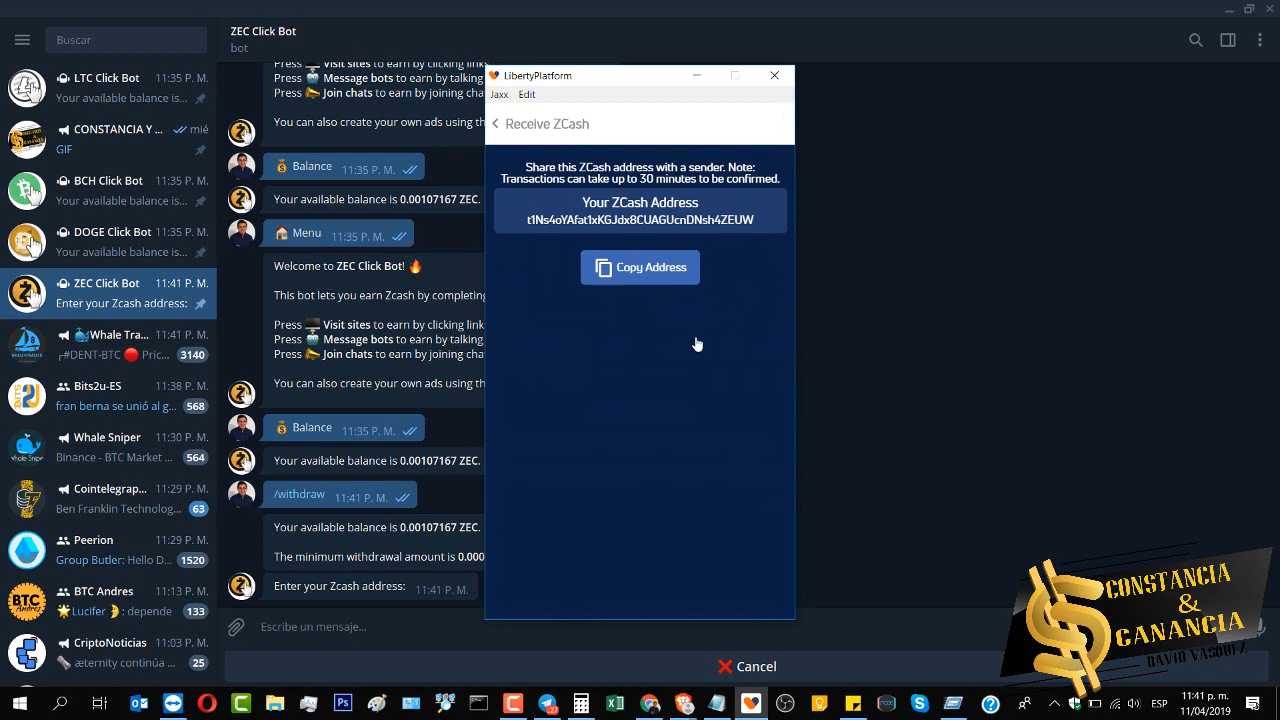 Buscar
LTC Click Bot 11:35 P. M.
Your available balance is...
CONSTANCIA Y ... mié
GIF
BCH Click Bot 11:35 P. M.
Your available balance is...
DOGE Click Bot 11:35 P. M.
Your available balance is...
ZEC Click Bot 11:41 P. M.
Enter your Zcash address:
Whale Tra... 11:41 P. M.
r#DENT-BTC 🔴 Pric... 3140
Bits2u-ES 11:38 P. M.
fran berna se unió al g... 568
Whale Sniper 11:30 P. M.
Binance - BTC Market ... 564
Cointelegrap... 11:29 P. M.
Ben Franklin Technolog... 63
Peerion 11:29 P. M.
Group Butler: Hello D... 1520
BTC Andres 11:13 P. M.
🌟Lucifer 🌛: depende 133
CriptoNoticias 11:03 P. M.
æternity continúa ... 25
ZEC Click Bot
bot
Press Visit sites to earn by clicking link
Press Message bots to earn by talking
Press Join chats to earn by joining cha
You can also create your own ads using th
Balance 11:35 P. M.
Your available balance is 0.00107167 ZEC.
Menu 11:35 P. M.
Welcome to ZEC Click Bot! 🔥
This bot lets you earn Zcash by completing
Press Visit sites to earn by clicking link
Press Message bots to earn by talking
Press Join chats to earn by joining cha
You can also create your own ads using th
Balance 11:35 P. M.
Your available balance is 0.00107167 ZEC.
/withdraw 11:41 P. M.
Your available balance is 0.00107167 ZEC.
The minimum withdrawal amount is 0.000
Enter your Zcash address: 11:41 P. M.
Escribe un mensaje...
Cancel
LibertyPlatform
Jaxx Edit
Receive ZCash
Share this ZCash address with a sender. Note:
Transactions can take up to 30 minutes to be confirmed.
Your ZCash Address
t1Ns4oYAfat1xKGJdx8CUAGUcnDNsh4ZEUW
Copy Address
CONSTANCIA
&
GANANCIA
DAVID VASQUEZ
ESP
11:41 p. m.
11/04/2019